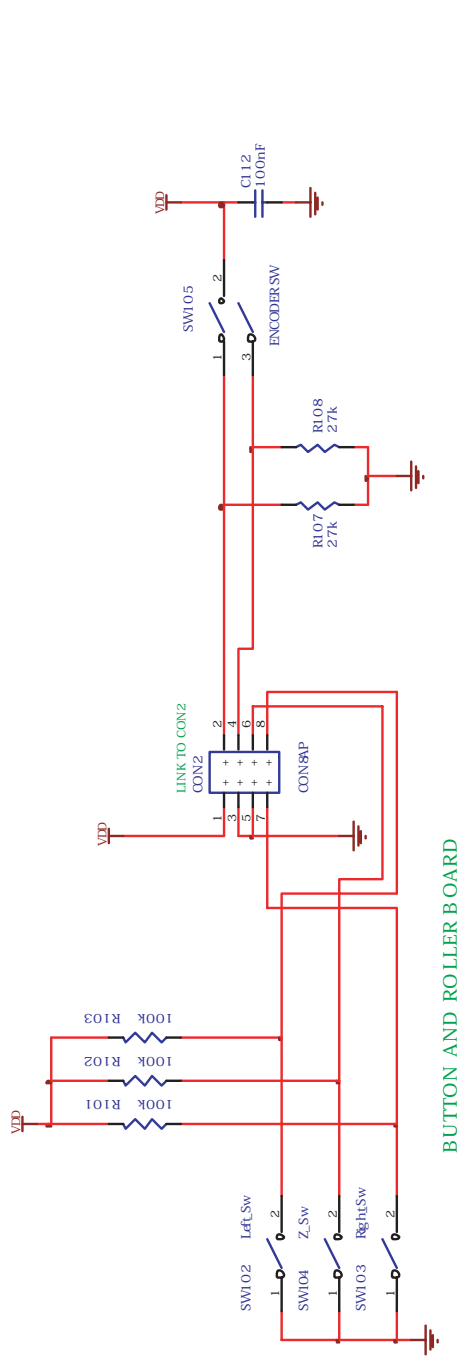 VDD
C112
100nF
SW105
2
1
3
ENCODER SW
R108
27k
R107
27k
LINK TO CON2
CON2
2
4
6
8
1
3
5
7
CON8AP
VDD
R103 100k
R102 100k
R101 100k
VDD
Left_Sw
SW102
1
2
Z_Sw
SW104
1
2
Right_Sw
SW103
1
2
BUTTON AND ROLLER BOARD